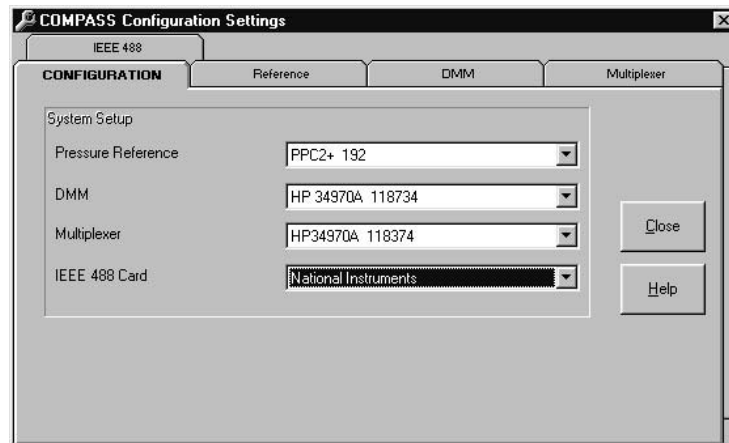 COMPASS Configuration Settings
IEEE 488
CONFIGURATION
Reference
DMM
Multiplexer
System Setup
Pressure Reference
PPC2+ 192
DMM
HP 34970A 118734
Multiplexer
HP34970A 118374
IEEE 488 Card
National Instruments
Close
Help